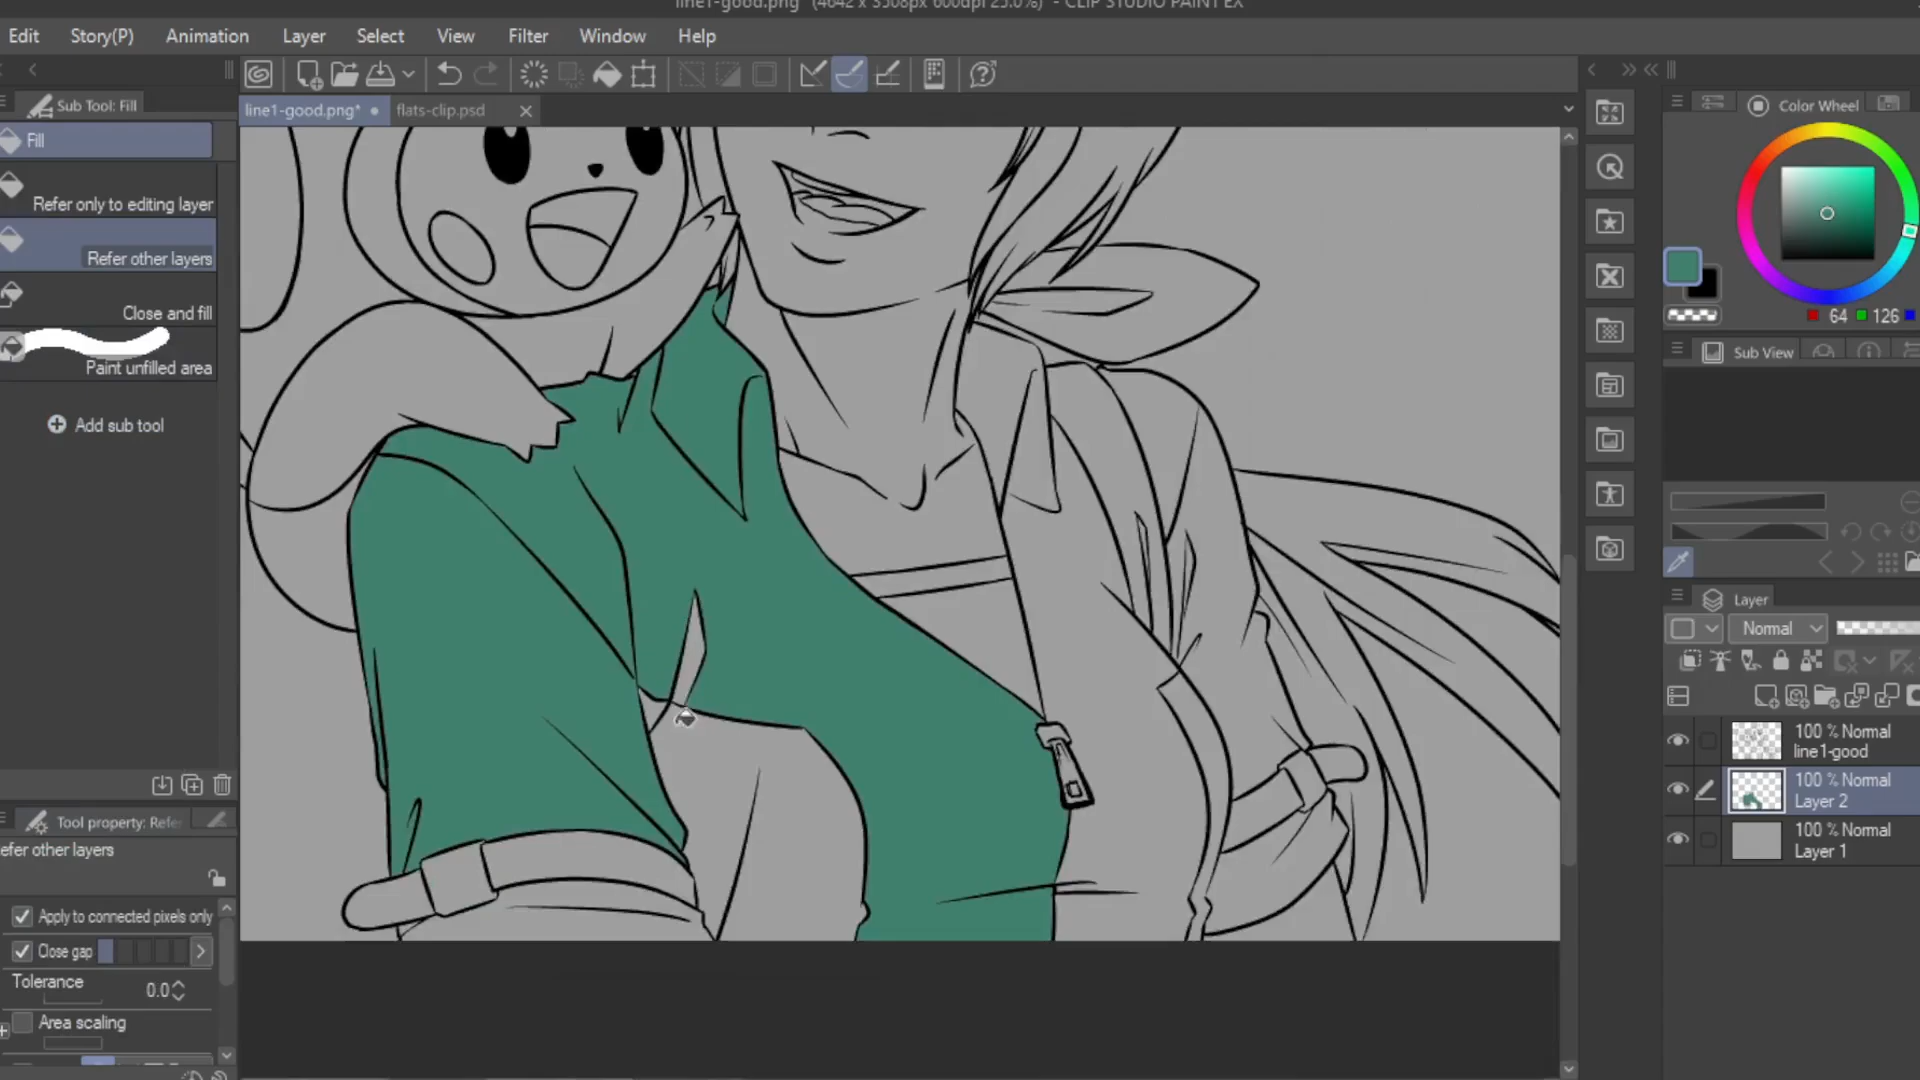 line1-good.png* (4642 x 3508px 600dpi 25.0%) - CLIP STUDIO PAINT EX
Edit Story(P) Animation Layer Select View Filter Window Help
Sub Tool: Fill
line1-good.png* flats-clip.psd
Color Wheel
Fill
Refer only to editing layer
Refer other layers
Close and fill
Paint unfilled area
Add sub tool
64 126
Sub View
Layer
Normal
100 % Normal
line1-good
100 % Normal
Layer 2
100 % Normal
Layer 1
Tool property: Refer
efer other layers
Apply to connected pixels only
Close gap
Tolerance 0.0
Area scaling